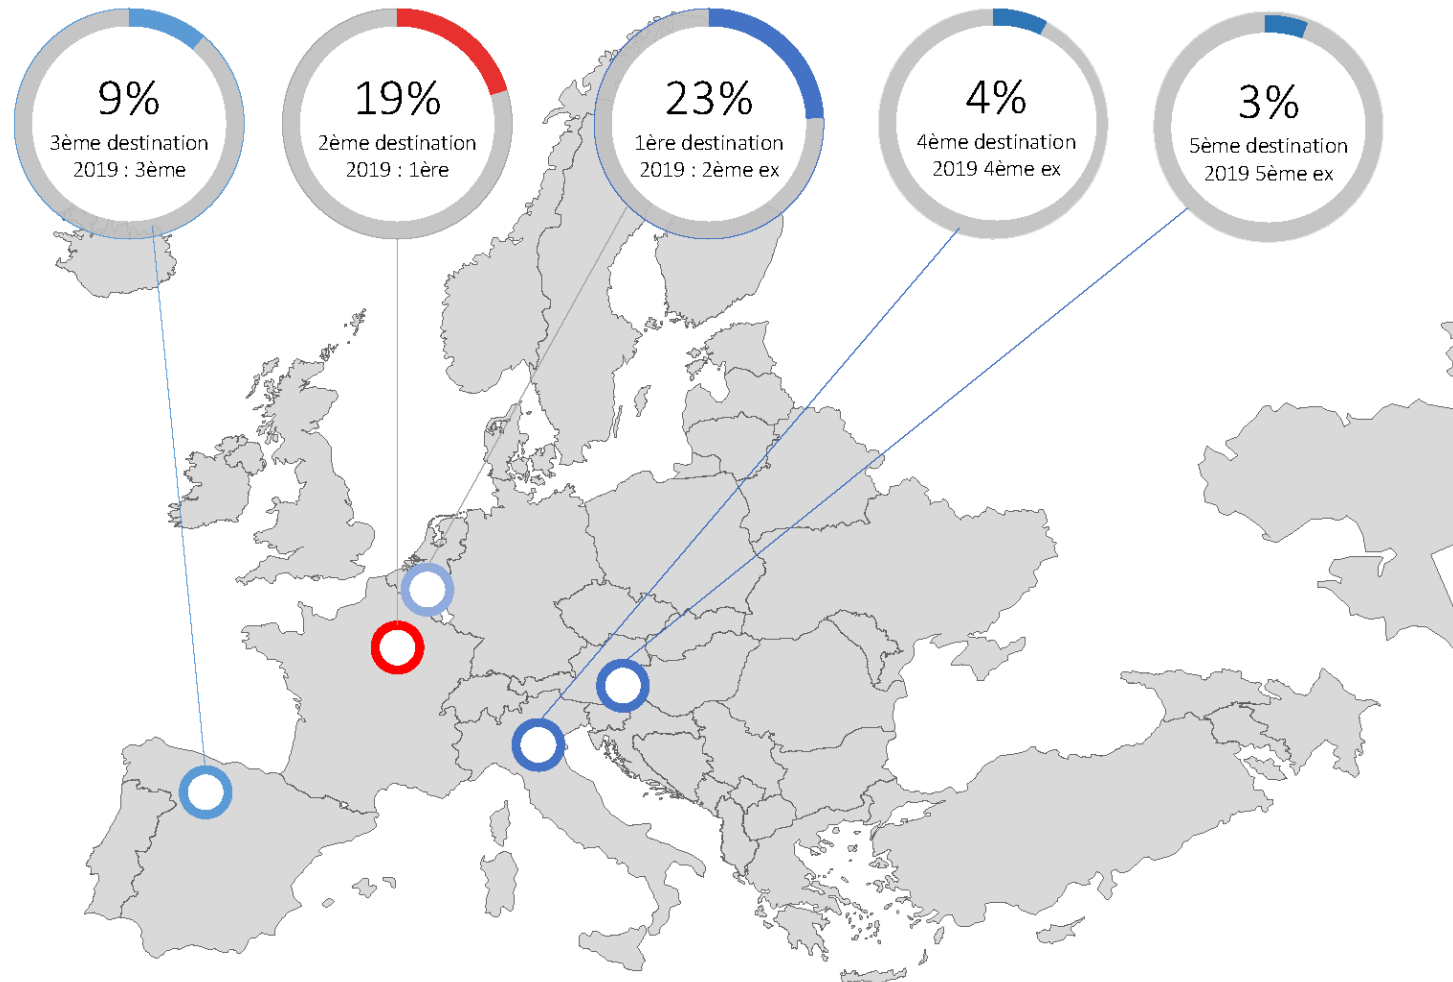 9%
3ème destination
2019 : 3ème
19%
2ème destination
2019 : 1ère
23%
1ère destination
2019 : 2ème ex
4%
4ème destination
2019 4ème ex
3%
5ème destination
2019 5ème ex